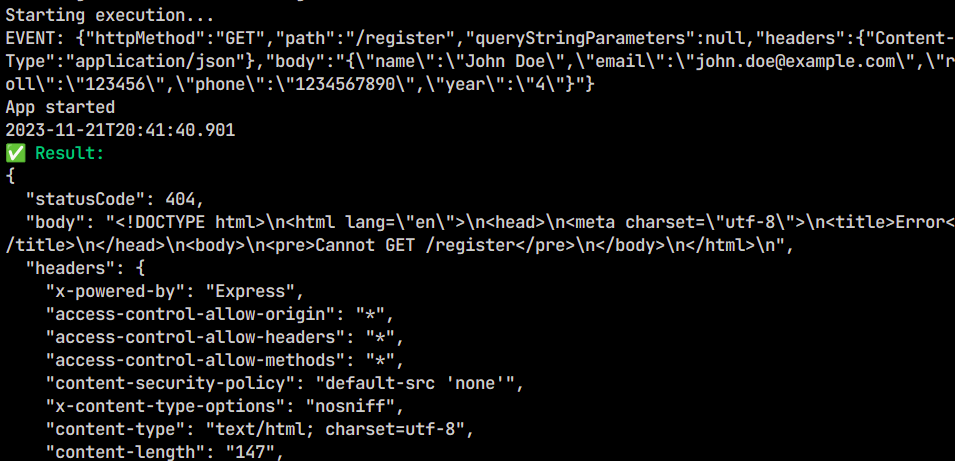 Starting execution...
EVENT: {"httpMethod":"GET","path":"/register","queryStringParameters":null,"headers":{"Content-
Type":"application/json"},"body":"{\"name\":\"John Doe\",\"email\":\"john.doe@example.com\",\"r
oll\":\"123456\",\"phone\":\"1234567890\",\"year\":\"4\"}"}
App started
2023-11-21T20:41:40.901
✅ Result:
{
  "statusCode": 404,
  "body": "<!DOCTYPE html>\n<html lang=\"en\">\n<head>\n<meta charset=\"utf-8\">\n<title>Error<
/title>\n</head>\n<body>\n<pre>Cannot GET /register</pre>\n</body>\n</html>\n",
  "headers": {
    "x-powered-by": "Express",
    "access-control-allow-origin": "*",
    "access-control-allow-headers": "*",
    "access-control-allow-methods": "*",
    "content-security-policy": "default-src 'none'",
    "x-content-type-options": "nosniff",
    "content-type": "text/html; charset=utf-8",
    "content-length": "147",